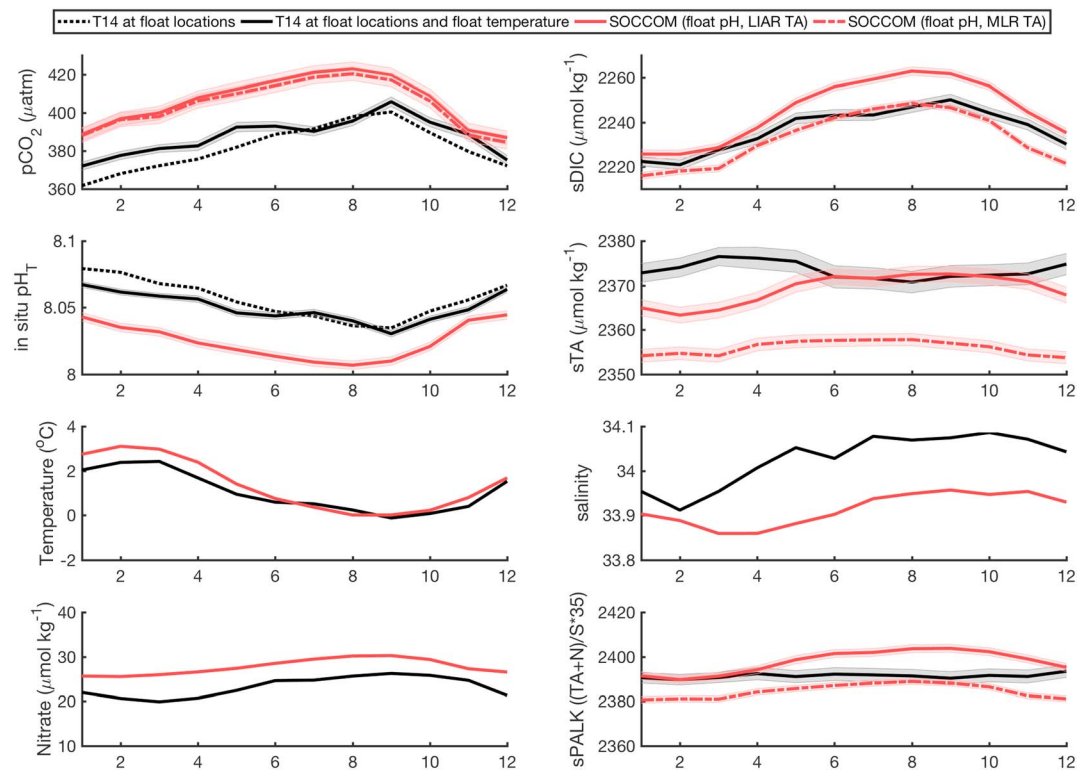 T14 at float locations T14 at float locations and float temperature SOCCOM (float pH, LIAR TA) SOCCOM (float pH, MLR TA)
pCO2 (μatm)
420
400
380
360
2 4 6 8 10 12
sDIC (μmol kg-1)
2260
2240
2220
2 4 6 8 10 12
in situ pHT
8.1
8.05
8
2 4 6 8 10 12
sTA (μmol kg-1)
2380
2370
2360
2350
2 4 6 8 10 12
Temperature (oC)
4
2
0
-2
2 4 6 8 10 12
salinity
34.1
34
33.9
33.8
2 4 6 8 10 12
Nitrate (μmol kg-1)
40
30
20
10
2 4 6 8 10 12
sPALK ((TA+N)/S*35)
2420
2400
2380
2360
2 4 6 8 10 12